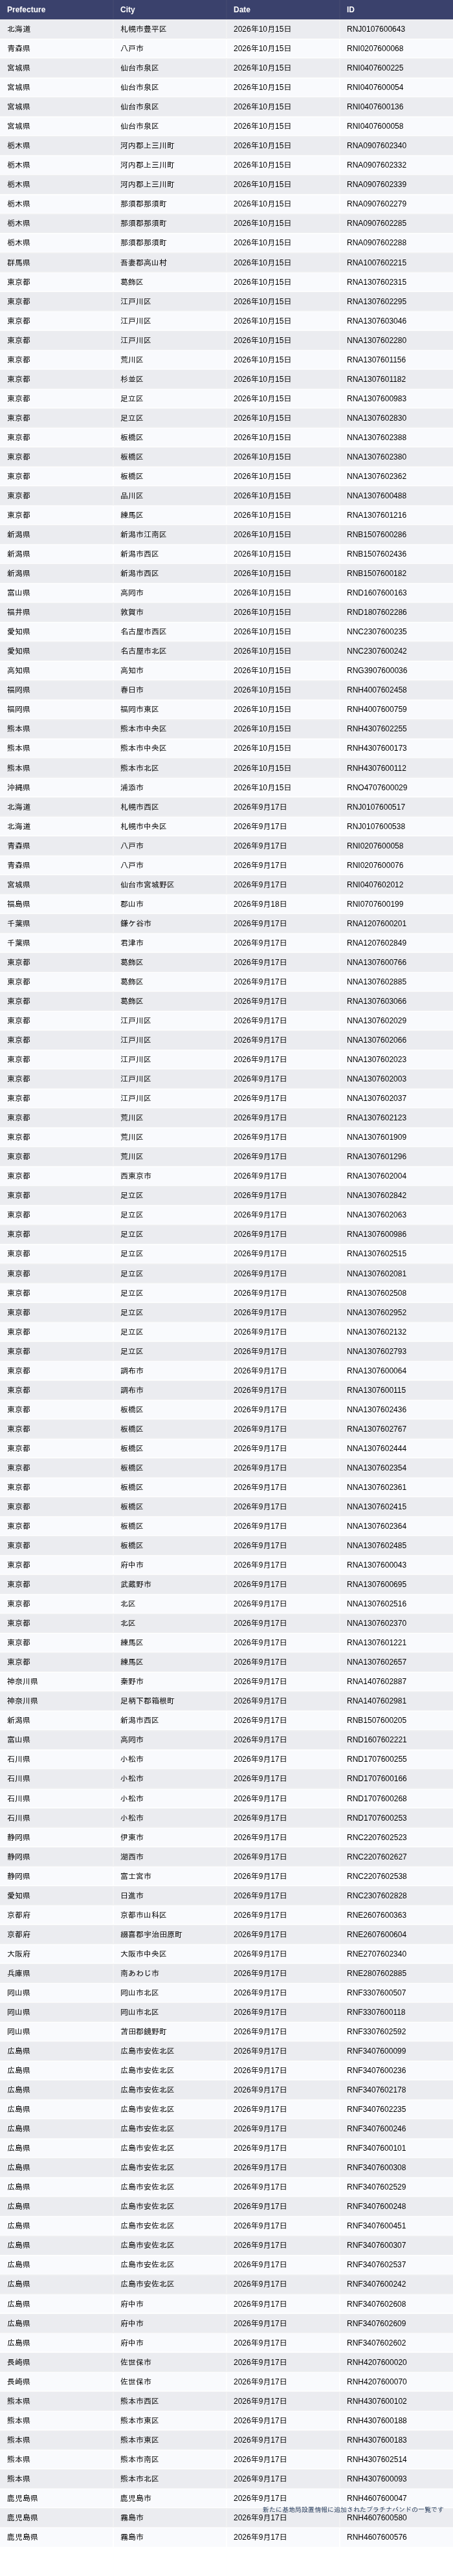 Prefecture City Date ID
北海道 札幌市豊平区 2026年10月15日 RNJ0107600643
青森県 八戸市 2026年10月15日 RNI0207600068
宮城県 仙台市泉区 2026年10月15日 RNI0407600225
宮城県 仙台市泉区 2026年10月15日 RNI0407600054
宮城県 仙台市泉区 2026年10月15日 RNI0407600136
宮城県 仙台市泉区 2026年10月15日 RNI0407600058
栃木県 河内郡上三川町 2026年10月15日 RNA0907602340
栃木県 河内郡上三川町 2026年10月15日 RNA0907602332
栃木県 河内郡上三川町 2026年10月15日 RNA0907602339
栃木県 那須郡那須町 2026年10月15日 RNA0907602279
栃木県 那須郡那須町 2026年10月15日 RNA0907602285
栃木県 那須郡那須町 2026年10月15日 RNA0907602288
群馬県 吾妻郡高山村 2026年10月15日 RNA1007602215
東京都 葛飾区 2026年10月15日 RNA1307602315
東京都 江戸川区 2026年10月15日 RNA1307602295
東京都 江戸川区 2026年10月15日 RNA1307603046
東京都 江戸川区 2026年10月15日 NNA1307602280
東京都 荒川区 2026年10月15日 RNA1307601156
東京都 杉並区 2026年10月15日 RNA1307601182
東京都 足立区 2026年10月15日 RNA1307600983
東京都 足立区 2026年10月15日 NNA1307602830
東京都 板橋区 2026年10月15日 NNA1307602388
東京都 板橋区 2026年10月15日 NNA1307602380
東京都 板橋区 2026年10月15日 NNA1307602362
東京都 品川区 2026年10月15日 NNA1307600488
東京都 練馬区 2026年10月15日 RNA1307601216
新潟県 新潟市江南区 2026年10月15日 RNB1507600286
新潟県 新潟市西区 2026年10月15日 RNB1507602436
新潟県 新潟市西区 2026年10月15日 RNB1507600182
富山県 高岡市 2026年10月15日 RND1607600163
福井県 敦賀市 2026年10月15日 RND1807602286
愛知県 名古屋市西区 2026年10月15日 NNC2307600235
愛知県 名古屋市北区 2026年10月15日 NNC2307600242
高知県 高知市 2026年10月15日 RNG3907600036
福岡県 春日市 2026年10月15日 RNH4007602458
福岡県 福岡市東区 2026年10月15日 RNH4007600759
熊本県 熊本市中央区 2026年10月15日 RNH4307602255
熊本県 熊本市中央区 2026年10月15日 RNH4307600173
熊本県 熊本市北区 2026年10月15日 RNH4307600112
沖縄県 浦添市 2026年10月15日 RNO4707600029
北海道 札幌市西区 2026年9月17日 RNJ0107600517
北海道 札幌市中央区 2026年9月17日 RNJ0107600538
青森県 八戸市 2026年9月17日 RNI0207600058
青森県 八戸市 2026年9月17日 RNI0207600076
宮城県 仙台市宮城野区 2026年9月17日 RNI0407602012
福島県 郡山市 2026年9月18日 RNI0707600199
千葉県 鎌ケ谷市 2026年9月17日 RNA1207600201
千葉県 君津市 2026年9月17日 RNA1207602849
東京都 葛飾区 2026年9月17日 NNA1307600766
東京都 葛飾区 2026年9月17日 NNA1307602885
東京都 葛飾区 2026年9月17日 RNA1307603066
東京都 江戸川区 2026年9月17日 NNA1307602029
東京都 江戸川区 2026年9月17日 NNA1307602066
東京都 江戸川区 2026年9月17日 NNA1307602023
東京都 江戸川区 2026年9月17日 NNA1307602003
東京都 江戸川区 2026年9月17日 NNA1307602037
東京都 荒川区 2026年9月17日 RNA1307602123
東京都 荒川区 2026年9月17日 NNA1307601909
東京都 荒川区 2026年9月17日 RNA1307601296
東京都 西東京市 2026年9月17日 RNA1307602004
東京都 足立区 2026年9月17日 NNA1307602842
東京都 足立区 2026年9月17日 NNA1307602063
東京都 足立区 2026年9月17日 RNA1307600986
東京都 足立区 2026年9月17日 RNA1307602515
東京都 足立区 2026年9月17日 NNA1307602081
東京都 足立区 2026年9月17日 RNA1307602508
東京都 足立区 2026年9月17日 NNA1307602952
東京都 足立区 2026年9月17日 NNA1307602132
東京都 足立区 2026年9月17日 NNA1307602793
東京都 調布市 2026年9月17日 RNA1307600064
東京都 調布市 2026年9月17日 RNA1307600115
東京都 板橋区 2026年9月17日 NNA1307602436
東京都 板橋区 2026年9月17日 RNA1307602767
東京都 板橋区 2026年9月17日 NNA1307602444
東京都 板橋区 2026年9月17日 NNA1307602354
東京都 板橋区 2026年9月17日 NNA1307602361
東京都 板橋区 2026年9月17日 NNA1307602415
東京都 板橋区 2026年9月17日 NNA1307602364
東京都 板橋区 2026年9月17日 NNA1307602485
東京都 府中市 2026年9月17日 RNA1307600043
東京都 武蔵野市 2026年9月17日 RNA1307600695
東京都 北区 2026年9月17日 NNA1307602516
東京都 北区 2026年9月17日 NNA1307602370
東京都 練馬区 2026年9月17日 RNA1307601221
東京都 練馬区 2026年9月17日 NNA1307602657
神奈川県 秦野市 2026年9月17日 RNA1407602887
神奈川県 足柄下郡箱根町 2026年9月17日 RNA1407602981
新潟県 新潟市西区 2026年9月17日 RNB1507600205
富山県 高岡市 2026年9月17日 RND1607602221
石川県 小松市 2026年9月17日 RND1707600255
石川県 小松市 2026年9月17日 RND1707600166
石川県 小松市 2026年9月17日 RND1707600268
石川県 小松市 2026年9月17日 RND1707600253
静岡県 伊東市 2026年9月17日 RNC2207602523
静岡県 湖西市 2026年9月17日 RNC2207602627
静岡県 富士宮市 2026年9月17日 RNC2207602538
愛知県 日進市 2026年9月17日 RNC2307602828
京都府 京都市山科区 2026年9月17日 RNE2607600363
京都府 綴喜郡宇治田原町 2026年9月17日 RNE2607600604
大阪府 大阪市中央区 2026年9月17日 RNE2707602340
兵庫県 南あわじ市 2026年9月17日 RNE2807602885
岡山県 岡山市北区 2026年9月17日 RNF3307600507
岡山県 岡山市北区 2026年9月17日 RNF3307600118
岡山県 苫田郡鏡野町 2026年9月17日 RNF3307602592
広島県 広島市安佐北区 2026年9月17日 RNF3407600099
広島県 広島市安佐北区 2026年9月17日 RNF3407600236
広島県 広島市安佐北区 2026年9月17日 RNF3407602178
広島県 広島市安佐北区 2026年9月17日 RNF3407602235
広島県 広島市安佐北区 2026年9月17日 RNF3407600246
広島県 広島市安佐北区 2026年9月17日 RNF3407600101
広島県 広島市安佐北区 2026年9月17日 RNF3407600308
広島県 広島市安佐北区 2026年9月17日 RNF3407602529
広島県 広島市安佐北区 2026年9月17日 RNF3407600248
広島県 広島市安佐北区 2026年9月17日 RNF3407600451
広島県 広島市安佐北区 2026年9月17日 RNF3407600307
広島県 広島市安佐北区 2026年9月17日 RNF3407602537
広島県 広島市安佐北区 2026年9月17日 RNF3407600242
広島県 府中市 2026年9月17日 RNF3407602608
広島県 府中市 2026年9月17日 RNF3407602609
広島県 府中市 2026年9月17日 RNF3407602602
長崎県 佐世保市 2026年9月17日 RNH4207600020
長崎県 佐世保市 2026年9月17日 RNH4207600070
熊本県 熊本市西区 2026年9月17日 RNH4307600102
熊本県 熊本市東区 2026年9月17日 RNH4307600188
熊本県 熊本市東区 2026年9月17日 RNH4307600183
熊本県 熊本市南区 2026年9月17日 RNH4307602514
熊本県 熊本市北区 2026年9月17日 RNH4307600093
鹿児島県 鹿児島市 2026年9月17日 RNH4607600047
新たに基地局設置情報に追加されたプラチナバンドの一覧です
鹿児島県 霧島市 2026年9月17日 RNH4607600580
鹿児島県 霧島市 2026年9月17日 RNH4607600576